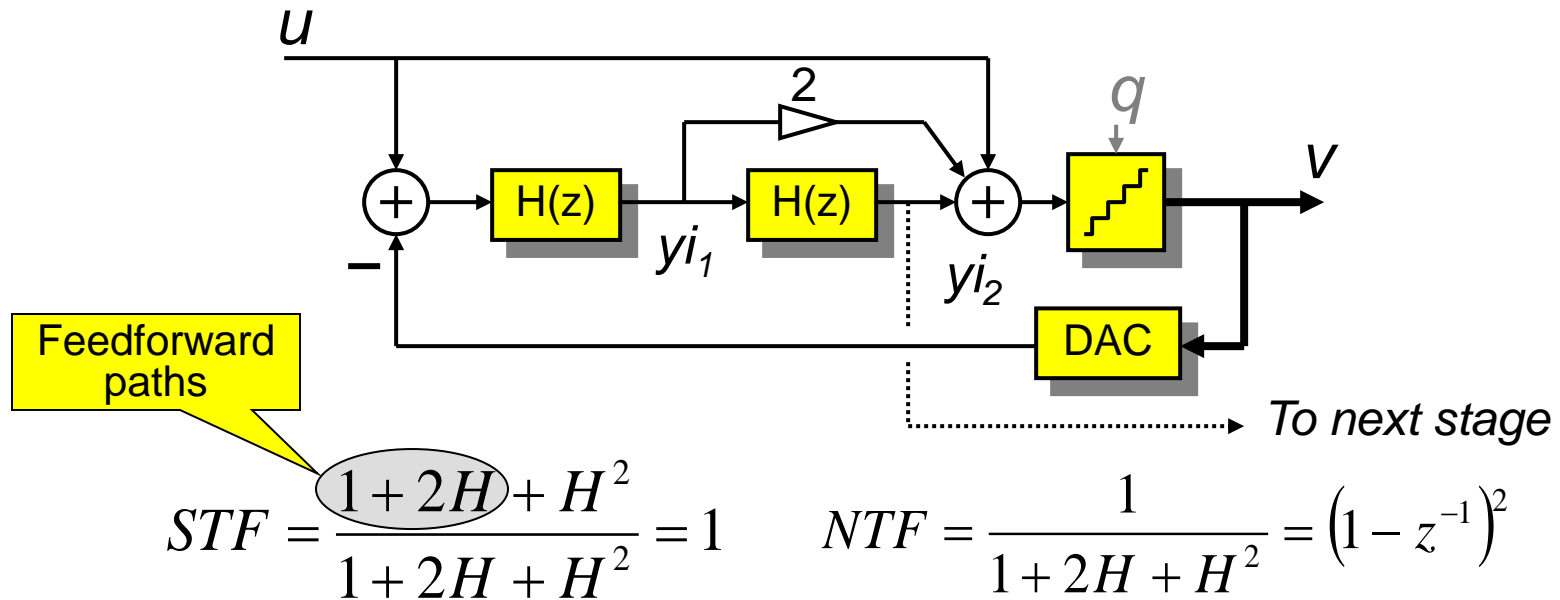 u
2
q
v
+
H(z)
H(z)
+
−
yi₁
yi₂
DAC
Feedforward
paths
To next stage
STF = (1 + 2H + H²) / (1 + 2H + H²) = 1
NTF = 1 / (1 + 2H + H²) = (1 − z⁻¹)²